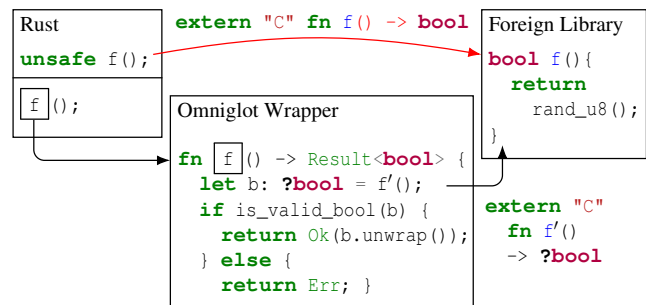 Rust
unsafe f();
f ();
extern "C" fn f() -> bool
Foreign Library
bool f(){
return
rand_u8();
}
Omniglot Wrapper
fn f () -> Result<bool> {
let b: ?bool = f′();
if is_valid_bool(b) {
return Ok(b.unwrap());
} else {
return Err; }
extern "C"
fn f′()
-> ?bool